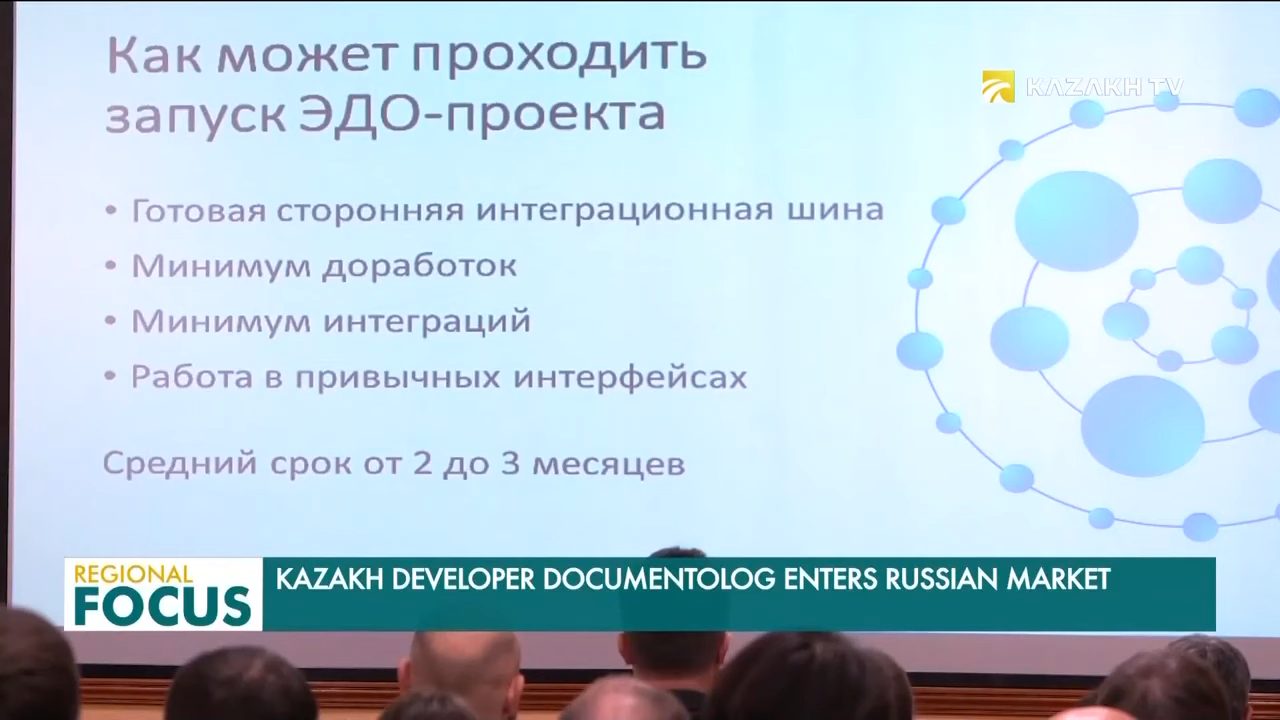 Как может проходить
запуск ЭДО-проекта
KAZAKH TV
• Готовая сторонняя интеграционная шина
• Минимум доработок
• Минимум интеграций
• Работа в привычных интерфейсах
Средний срок от 2 до 3 месяцев
REGIONAL
FOCUS
KAZAKH DEVELOPER DOCUMENTOLOG ENTERS RUSSIAN MARKET